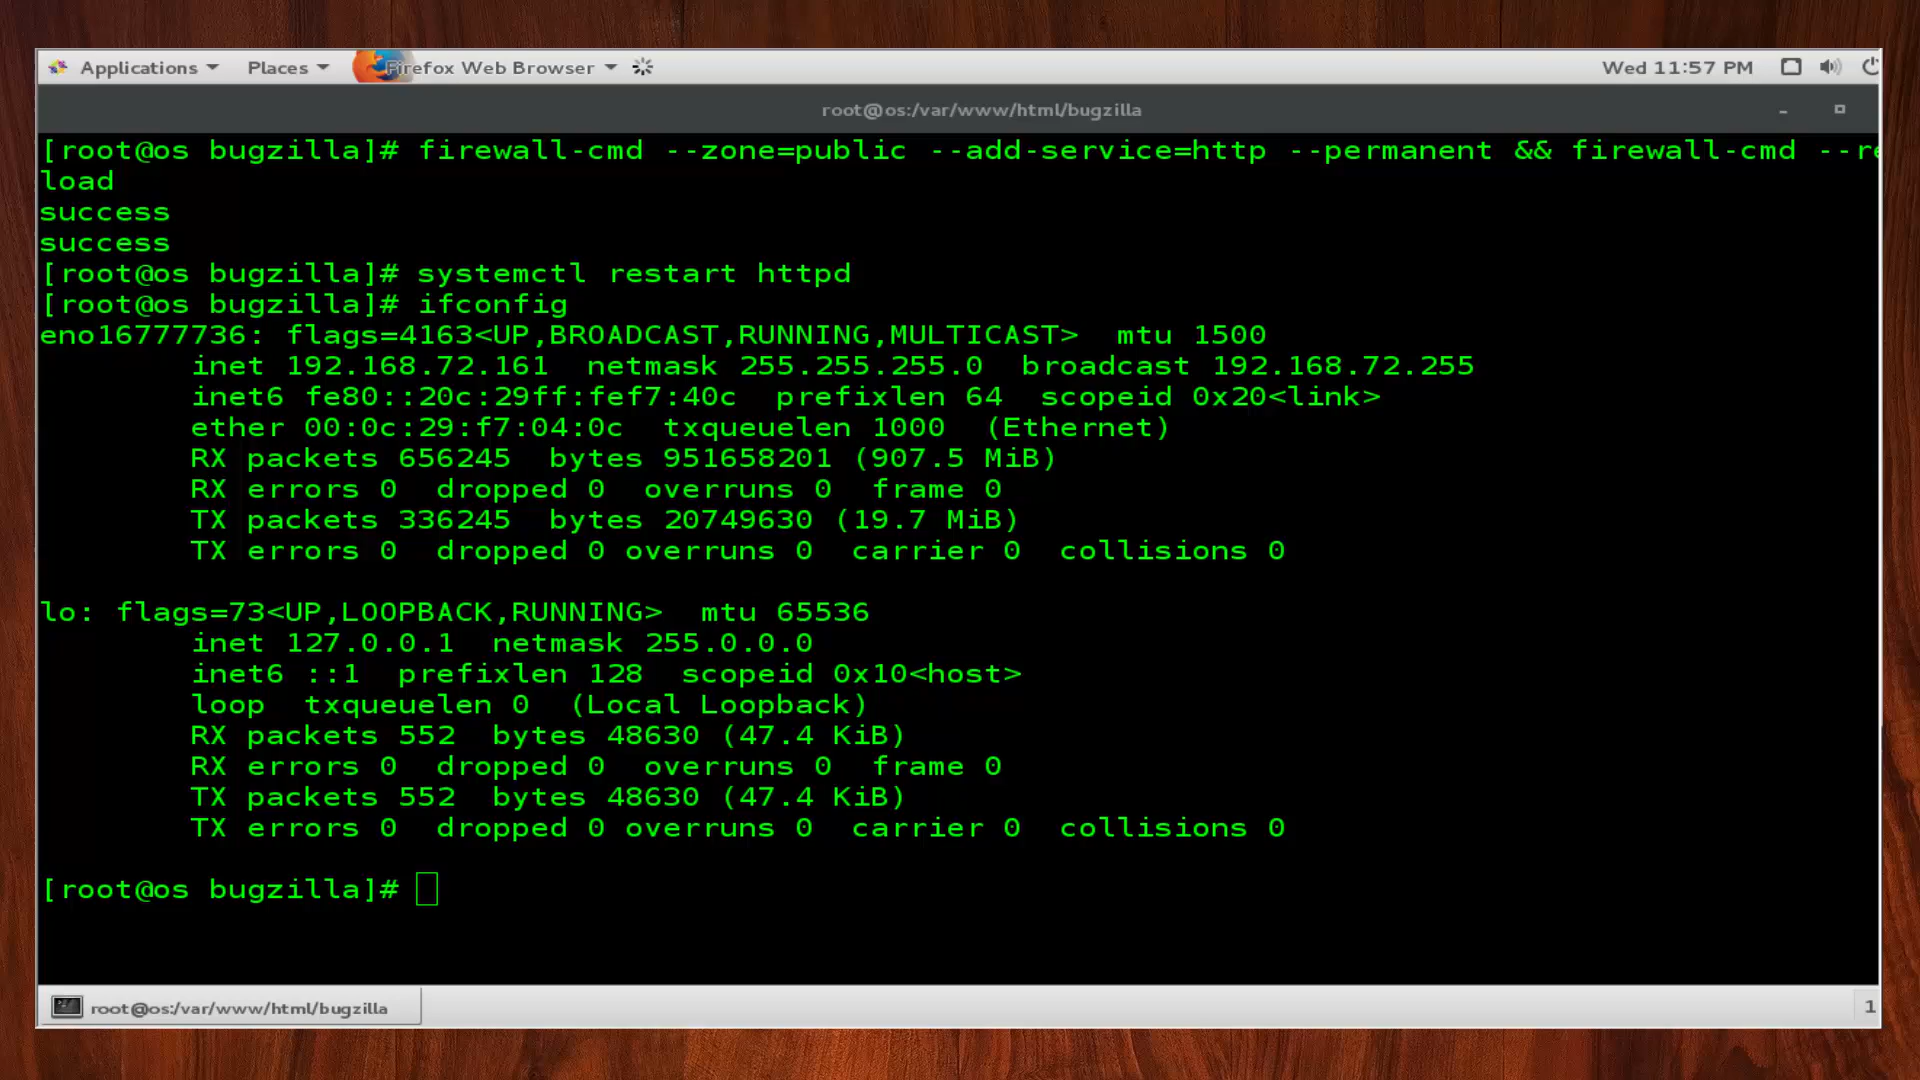 Applications Places Firefox Web Browser Wed 11:57 PM
root@os:/var/www/html/bugzilla
[root@os bugzilla]# firewall-cmd --zone=public --add-service=http --permanent && firewall-cmd --re
load
success
success
[root@os bugzilla]# systemctl restart httpd
[root@os bugzilla]# ifconfig
eno16777736: flags=4163<UP,BROADCAST,RUNNING,MULTICAST>  mtu 1500
        inet 192.168.72.161  netmask 255.255.255.0  broadcast 192.168.72.255
        inet6 fe80::20c:29ff:fef7:40c  prefixlen 64  scopeid 0x20<link>
        ether 00:0c:29:f7:04:0c  txqueuelen 1000  (Ethernet)
        RX packets 656245  bytes 951658201 (907.5 MiB)
        RX errors 0  dropped 0  overruns 0  frame 0
        TX packets 336245  bytes 20749630 (19.7 MiB)
        TX errors 0  dropped 0 overruns 0  carrier 0  collisions 0

lo: flags=73<UP,LOOPBACK,RUNNING>  mtu 65536
        inet 127.0.0.1  netmask 255.0.0.0
        inet6 ::1  prefixlen 128  scopeid 0x10<host>
        loop  txqueuelen 0  (Local Loopback)
        RX packets 552  bytes 48630 (47.4 KiB)
        RX errors 0  dropped 0  overruns 0  frame 0
        TX packets 552  bytes 48630 (47.4 KiB)
        TX errors 0  dropped 0 overruns 0  carrier 0  collisions 0

[root@os bugzilla]#
root@os:/var/www/html/bugzilla 1